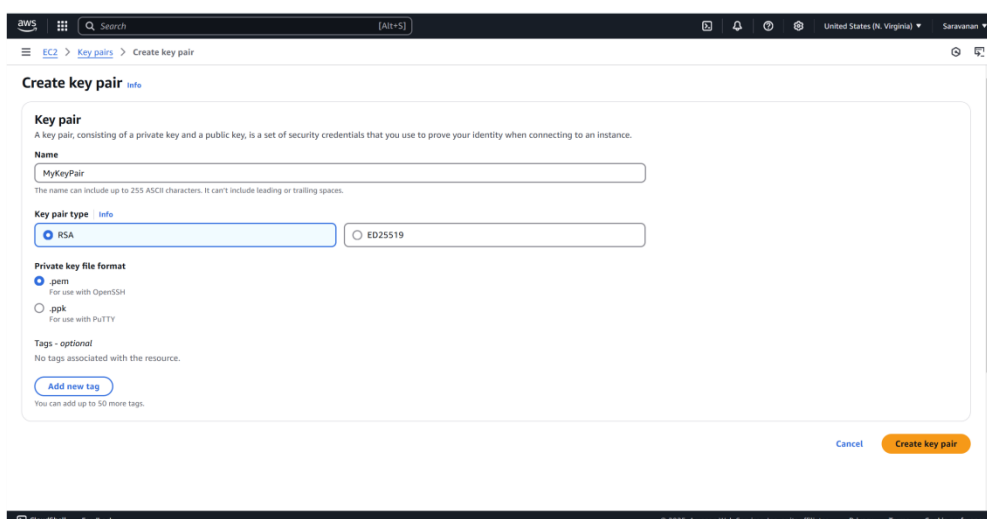 aws Search [Alt+S] United States (N. Virginia) Saravanan
EC2 > Key pairs > Create key pair
Create key pair Info
Key pair
A key pair, consisting of a private key and a public key, is a set of security credentials that you use to prove your identity when connecting to an instance.
Name
MyKeyPair
The name can include up to 255 ASCII characters. It can't include leading or trailing spaces.
Key pair type Info
RSA ED25519
Private key file format
.pem
For use with OpenSSH
.ppk
For use with PuTTY
Tags - optional
No tags associated with the resource.
Add new tag
You can add up to 50 more tags.
Cancel Create key pair